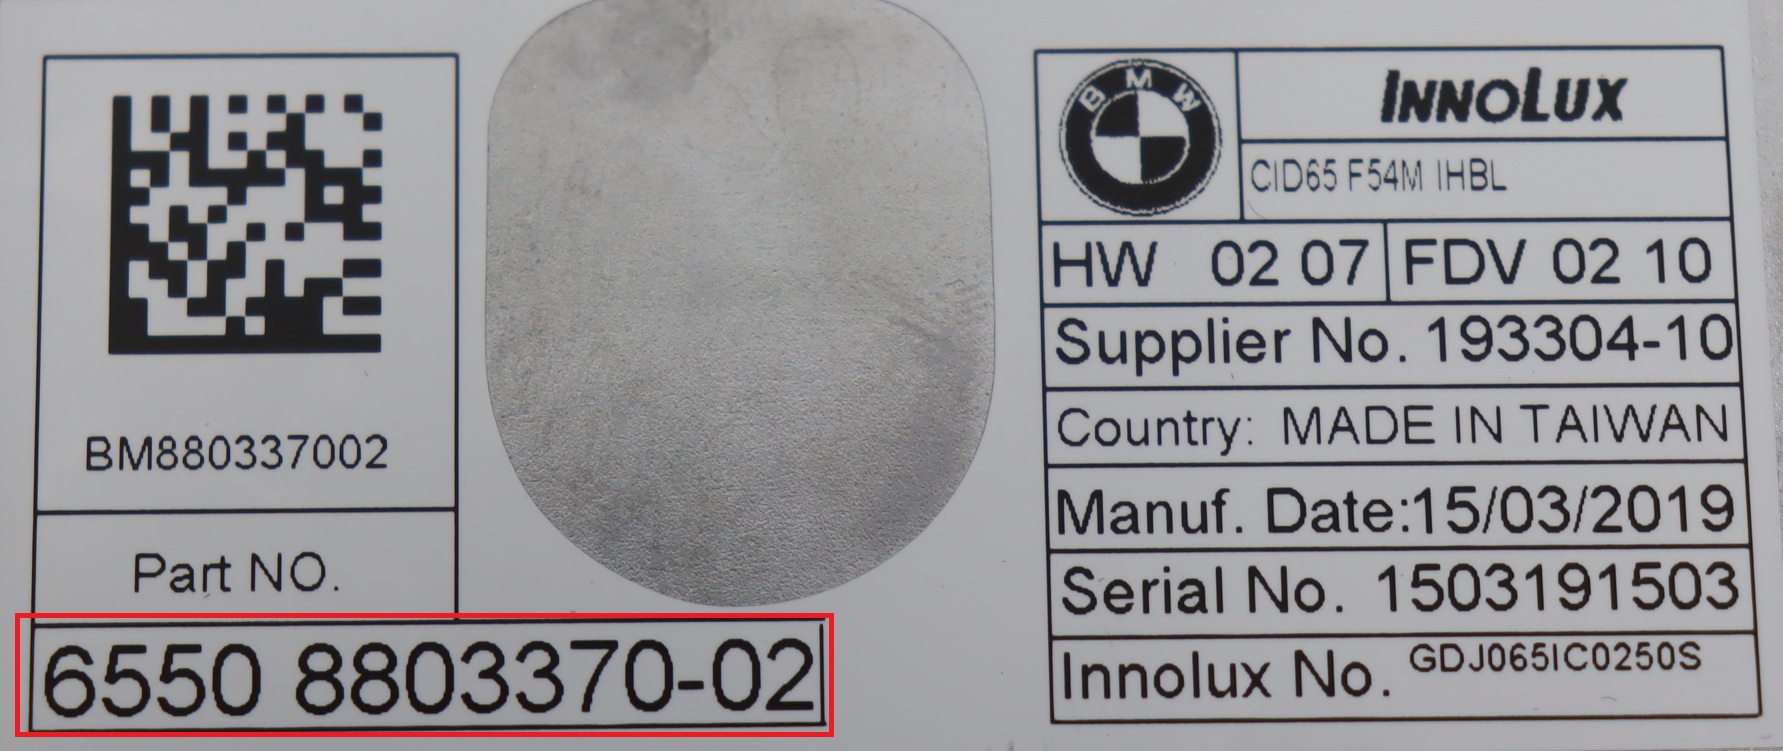 BM880337002
Part NO.
6550 8803370-02
BMW
INNOLUX
CID65 F54M IHBL
HW 02 07 FDV 02 10
Supplier No. 193304-10
Country: MADE IN TAIWAN
Manuf. Date:15/03/2019
Serial No. 1503191503
Innolux No. GDJ065IC0250S